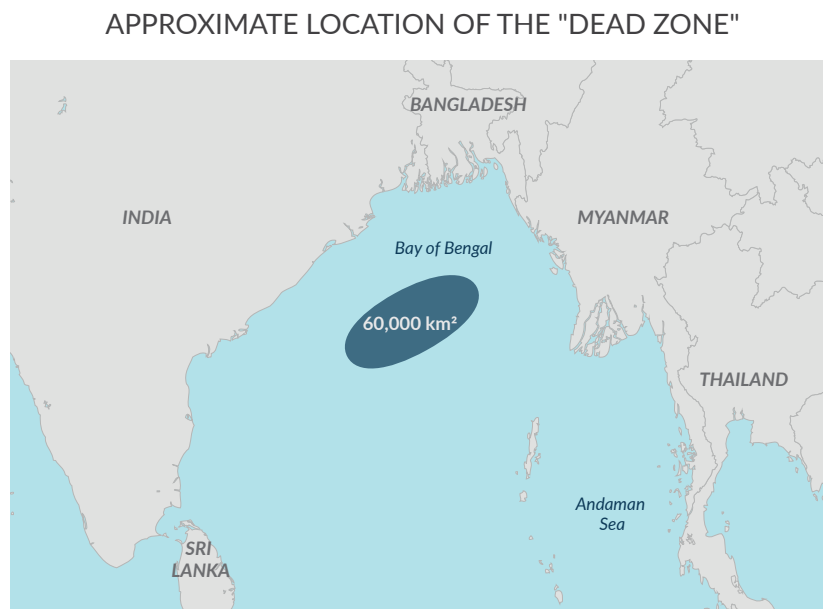 APPROXIMATE LOCATION OF THE "DEAD ZONE"
BANGLADESH
INDIA
MYANMAR
Bay of Bengal
60,000 km²
THAILAND
Andaman
Sea
SRI
LANKA